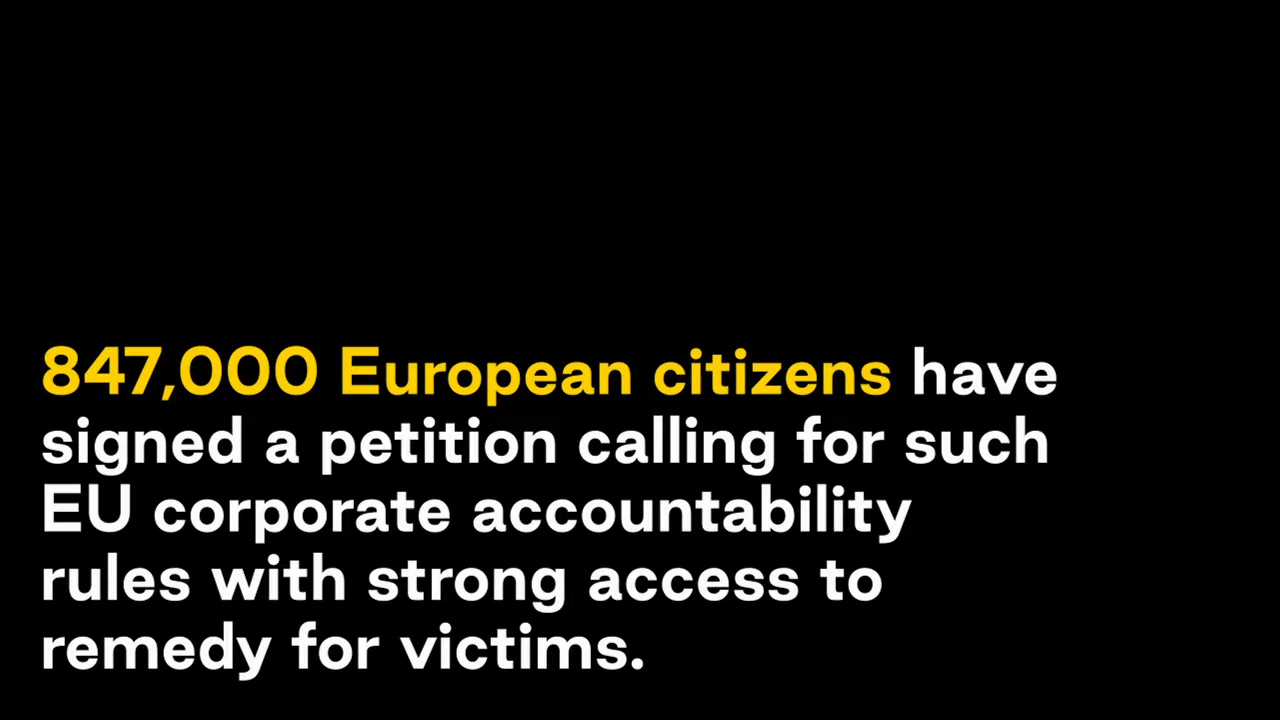 847,000 European citizens have
signed a petition calling for such
EU corporate accountability
rules with strong access to
remedy for victims.